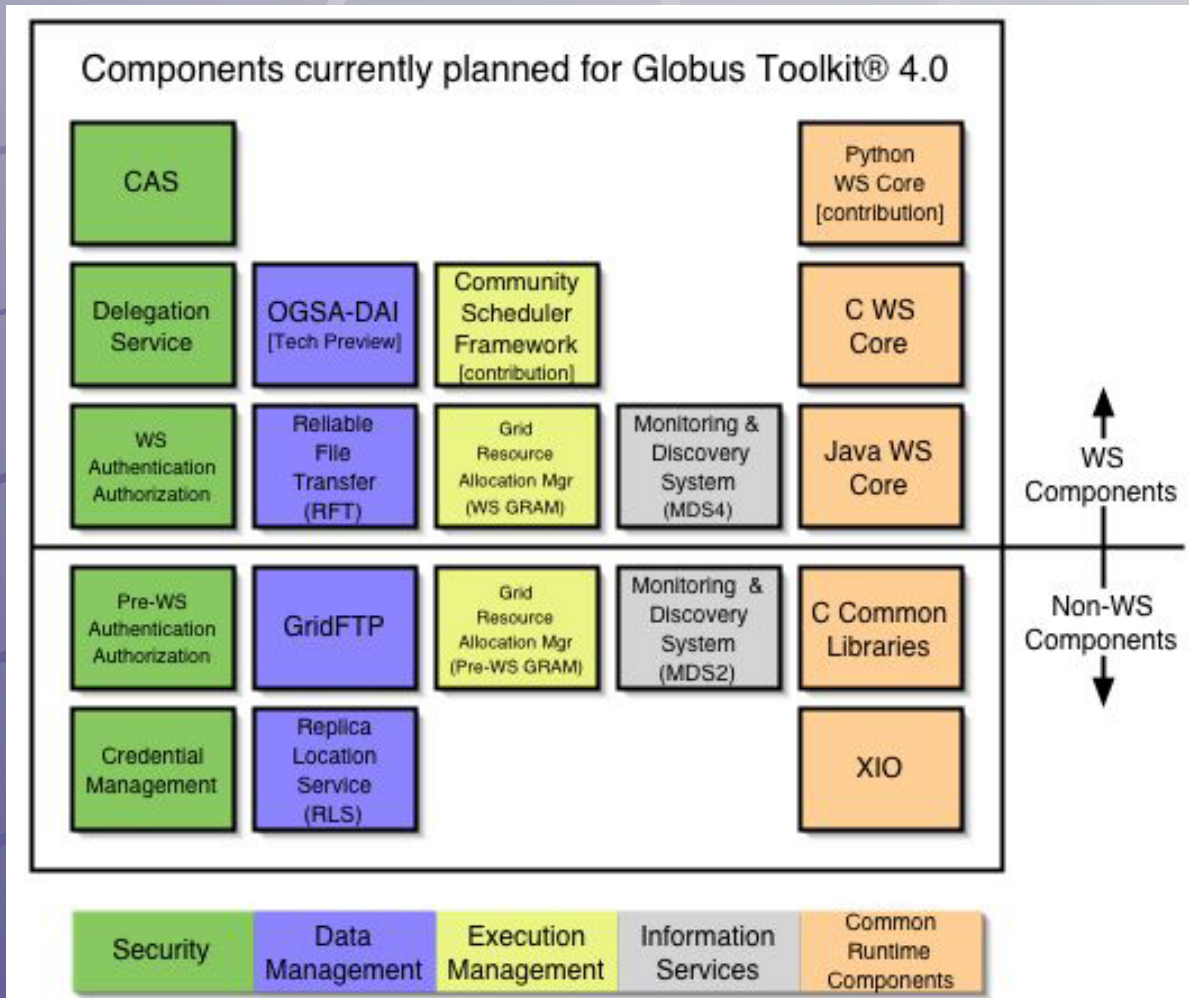 Components currently planned for Globus Toolkit® 4.0
CAS
Python
WS Core
[contribution]
Delegation
Service
OGSA-DAI
[Tech Preview]
Community
Scheduler
Framework
[contribution]
C WS
Core
WS
Authentication
Authorization
Reliable
File
Transfer
(RFT)
Grid
Resource
Allocation Mgr
(WS GRAM)
Monitoring &
Discovery
System
(MDS4)
Java WS
Core
WS
Components
Pre-WS
Authentication
Authorization
GridFTP
Grid
Resource
Allocation Mgr
(Pre-WS GRAM)
Monitoring &
Discovery
System
(MDS2)
C Common
Libraries
Non-WS
Components
Credential
Management
Replica
Location
Service
(RLS)
XIO
Security
Data
Management
Execution
Management
Information
Services
Common
Runtime
Components